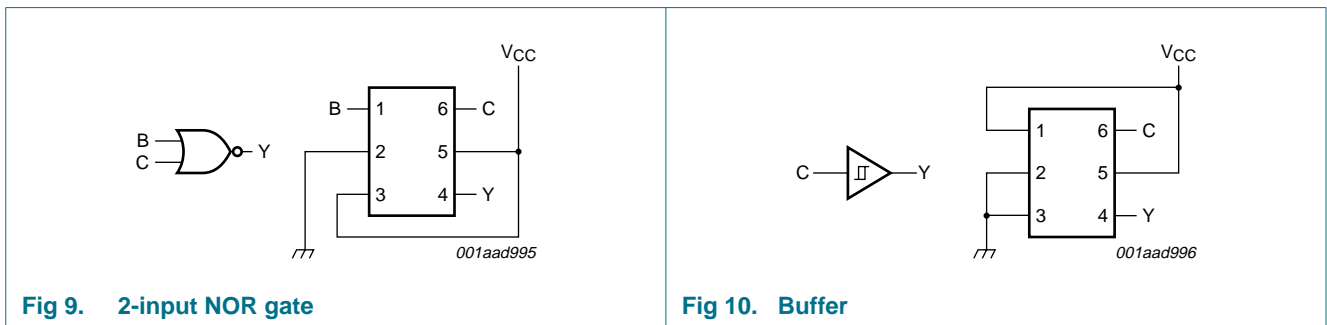 VCC
B
C
Y
B
1
6
C
2
5
3
4
Y
001aad995
Fig 9. 2-input NOR gate
VCC
C
Y
1
6
C
2
5
3
4
Y
001aad996
Fig 10. Buffer